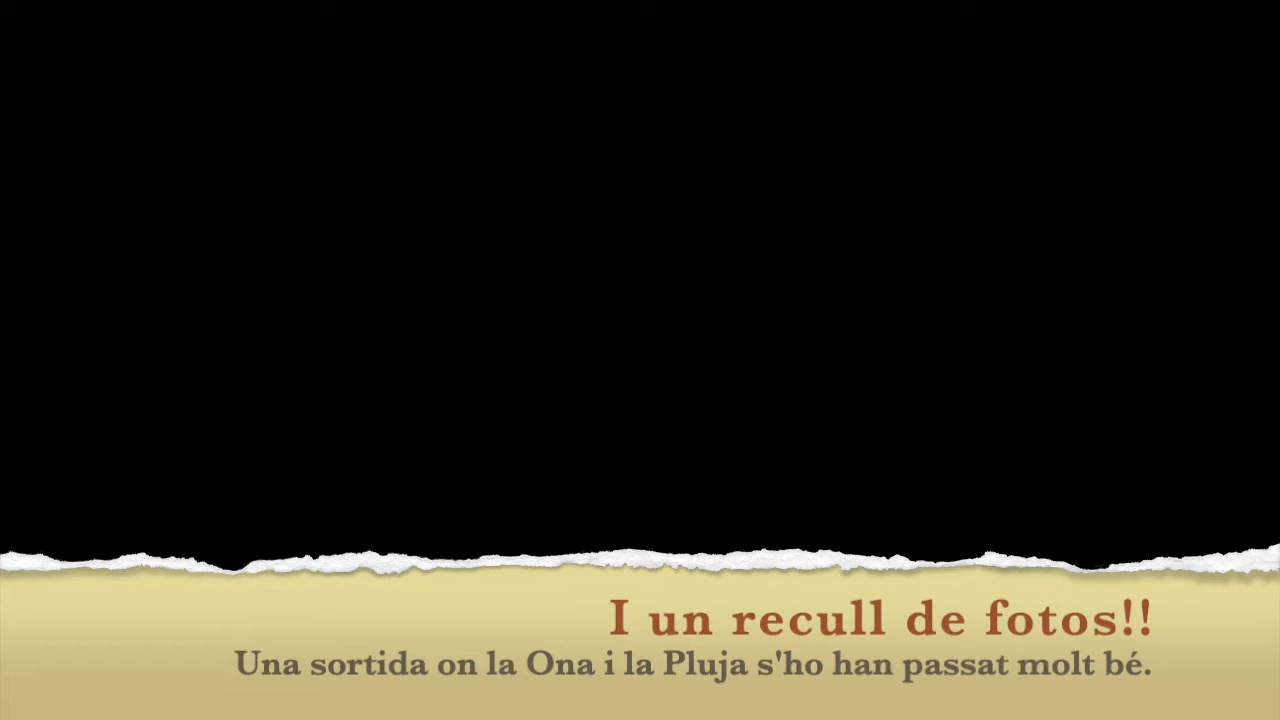 I un recull de fotos!!
Una sortida on la Ona i la Pluja s'ho han passat molt bé.